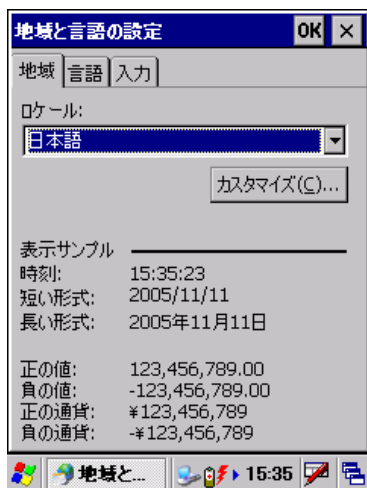 地域と言語の設定 OK ×
地域 言語 入力
ロケール:
日本語
カスタマイズ(C)...
表示サンプル
時刻: 15:35:23
短い形式: 2005/11/11
長い形式: 2005年11月11日
正の値: 123,456,789.00
負の値: -123,456,789.00
正の通貨: ¥123,456,789
負の通貨: -¥123,456,789
地域と... 15:35